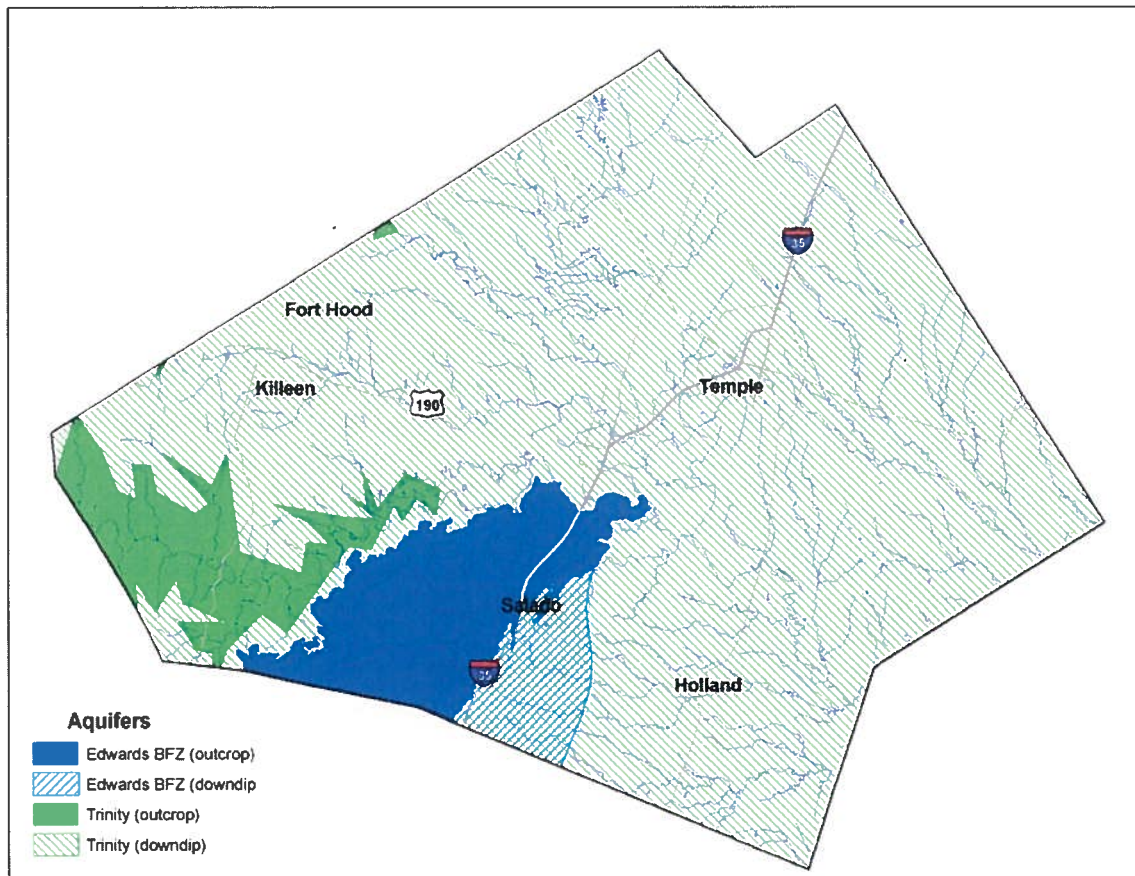 35
Fort Hood
Killeen
190
Temple
Salado
35
Holland
Aquifers
Edwards BFZ (outcrop)
Edwards BFZ (downdip
Trinity (outcrop)
Trinity (downdip)